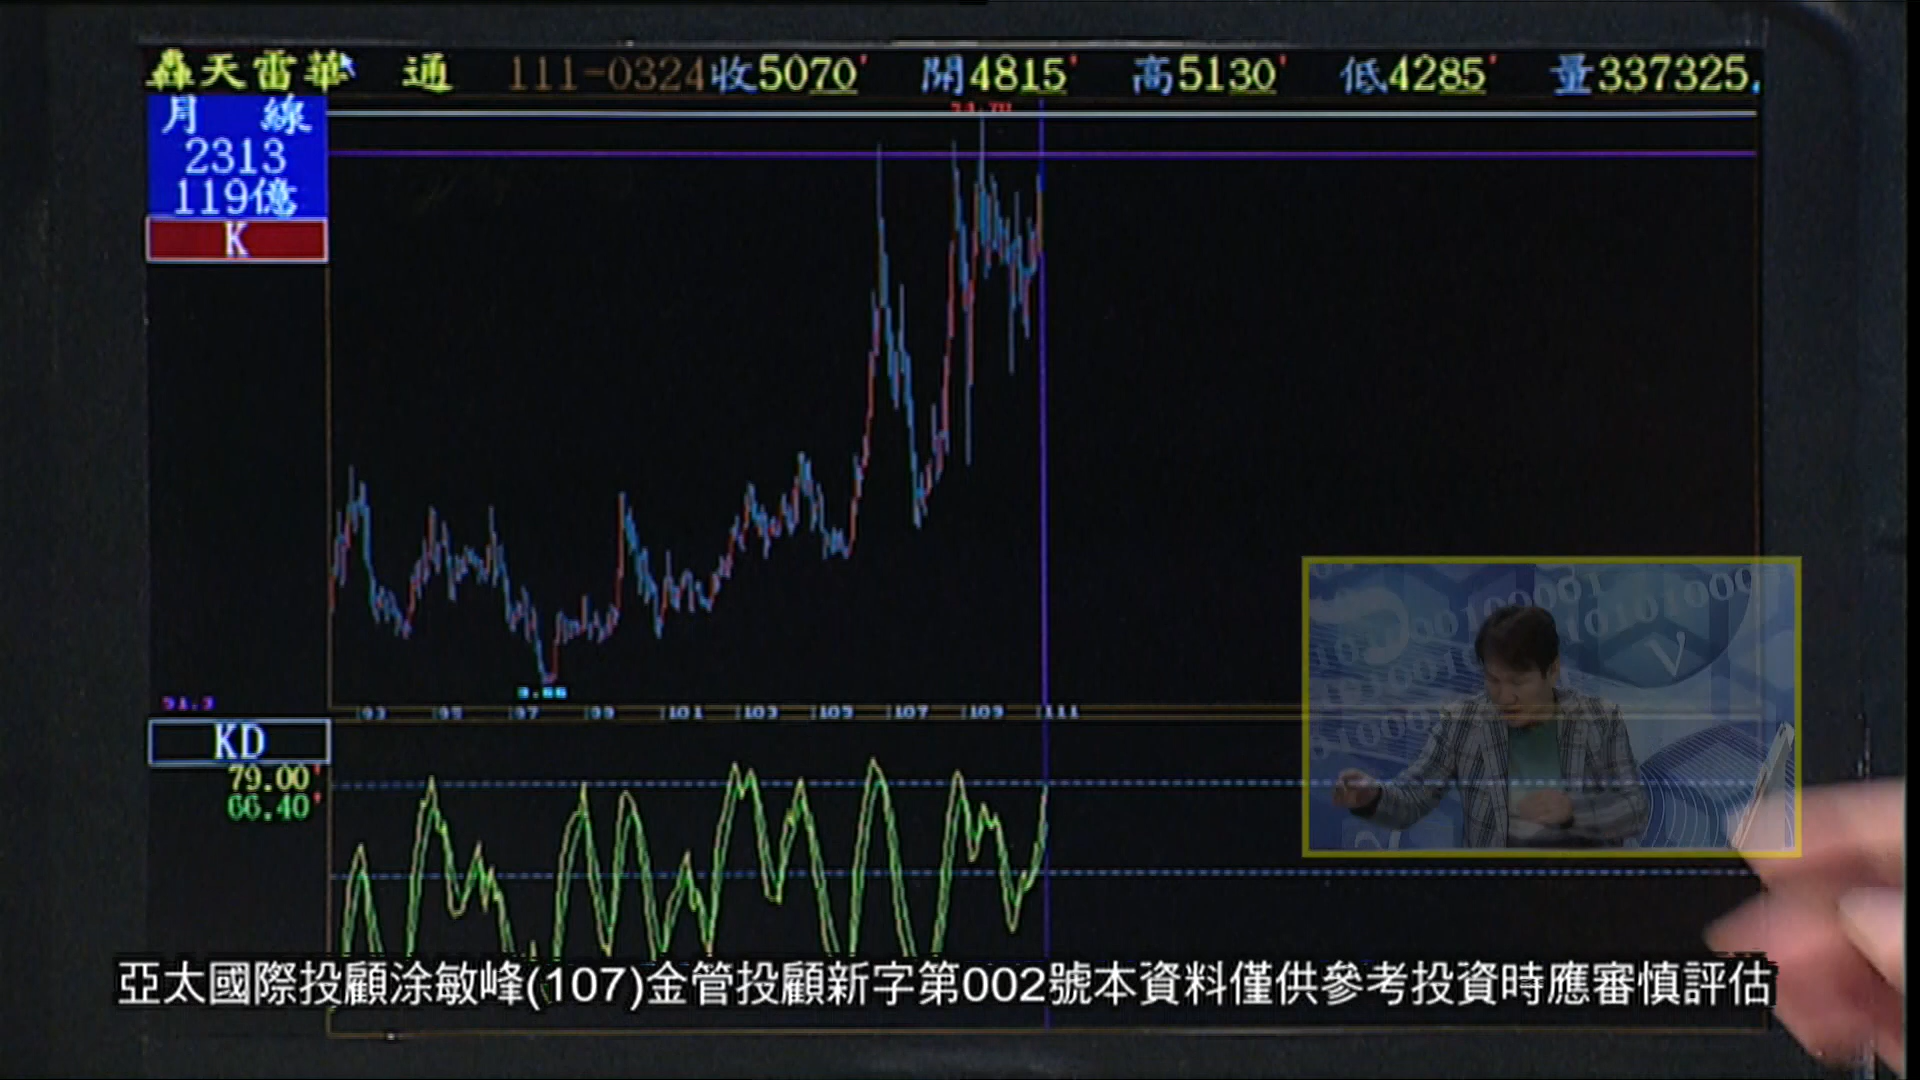 轟天雷華 通 111-0324收5070 開4815 高5130 低4285 量337325
月 線
2313
119億
K
9.66
93 95 97 99 101 103 105 107 109 111
KD
79.00
66.40
亞太國際投顧涂敏峰(107)金管投顧新字第002號本資料僅供參考投資時應審慎評估